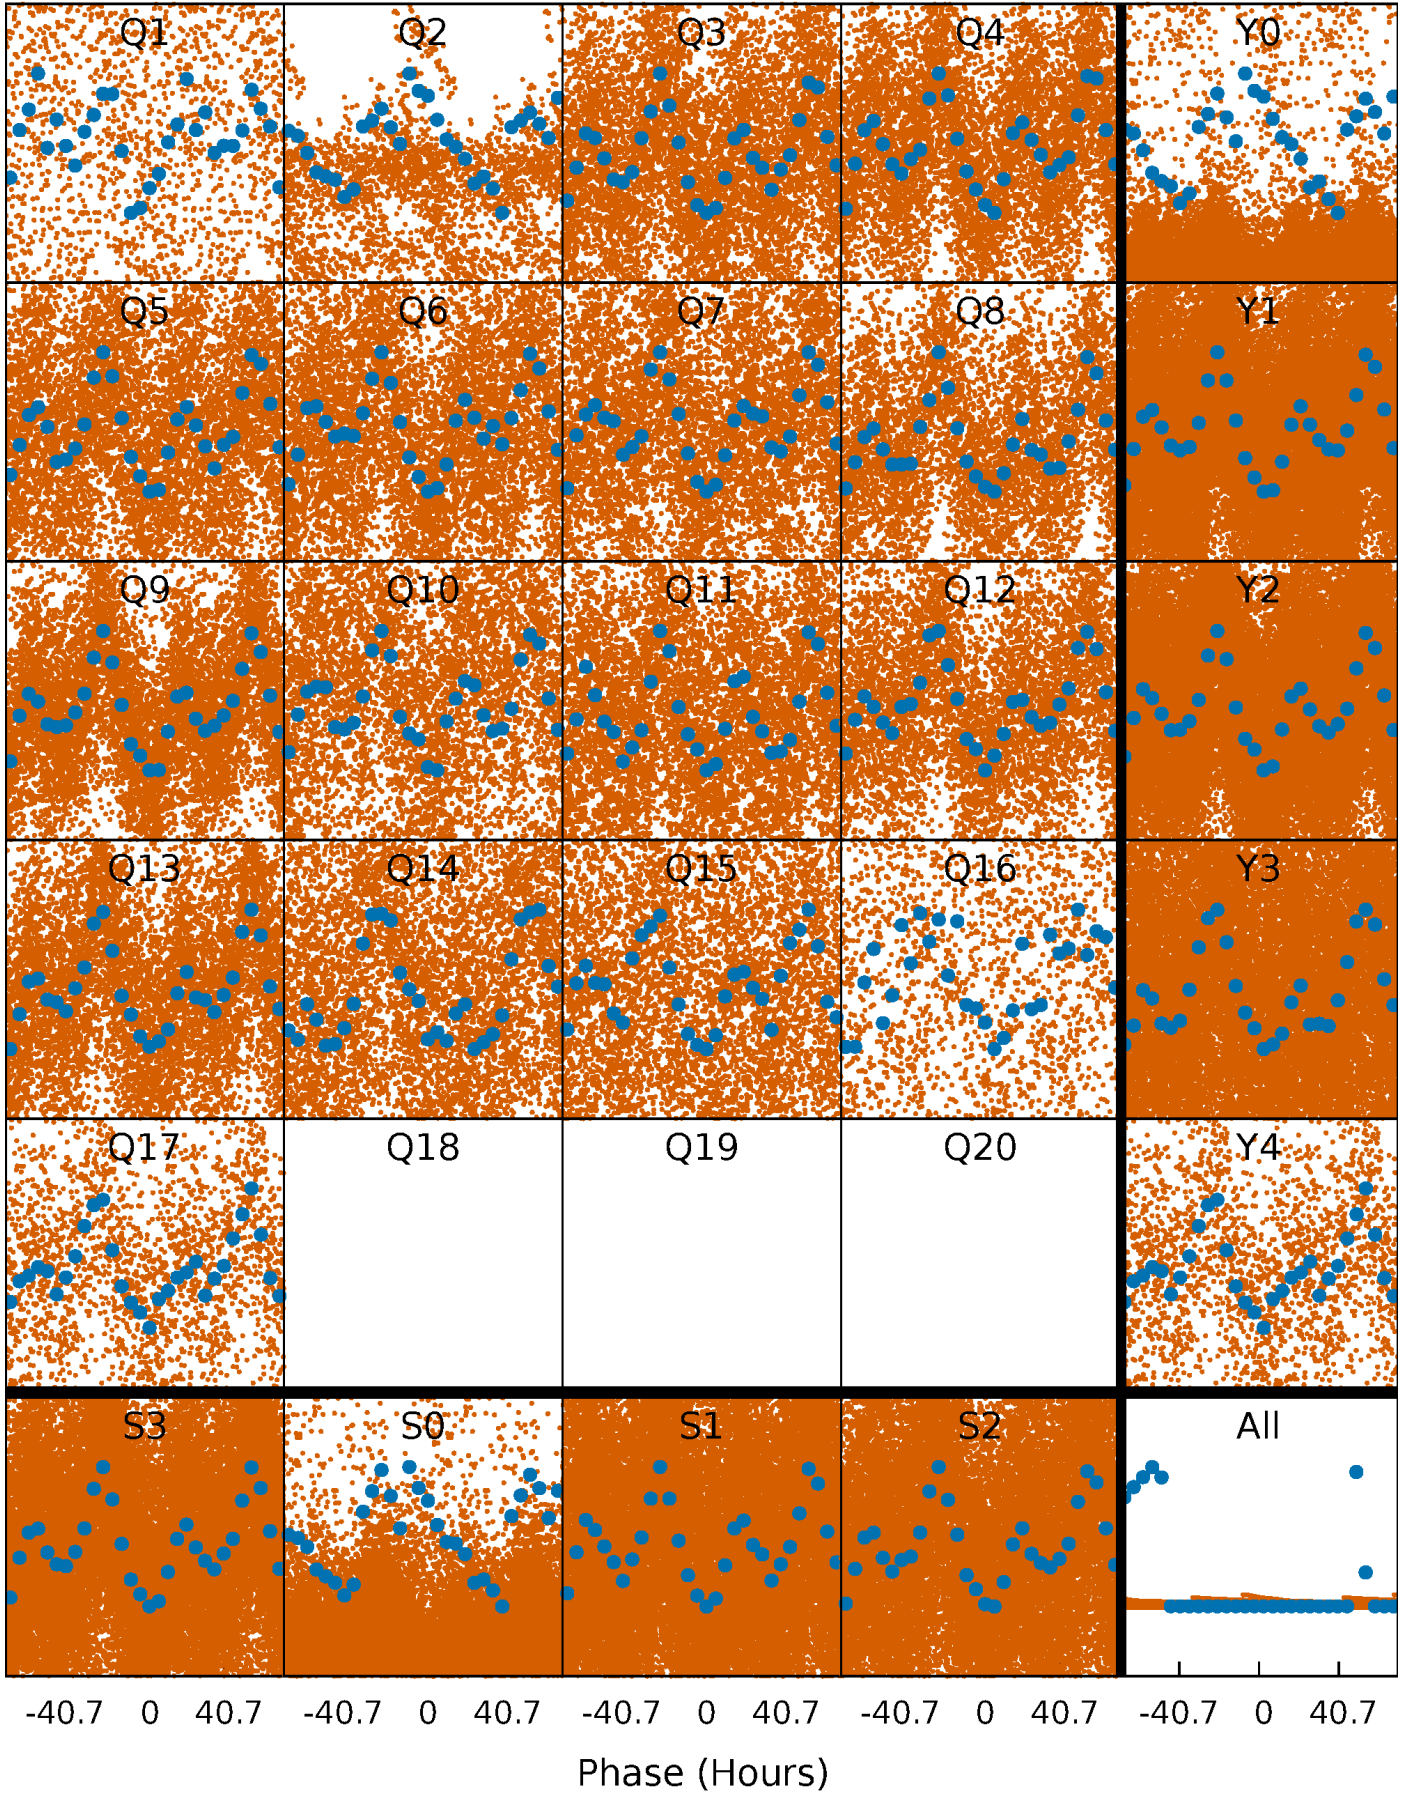 Q1 Q2 Q3 Q4 Y0
Q5 Q6 Q7 Q8 Y1
Q9 Q10 Q11 Q12 Y2
Q13 Q14 Q15 Q16 Y3
Q17 Q18 Q19 Q20 Y4
S3 S0 S1 S2 All
-40.7 0 40.7 -40.7 0 40.7 -40.7 0 40.7 -40.7 0 40.7 -40.7 0 40.7
Phase (Hours)